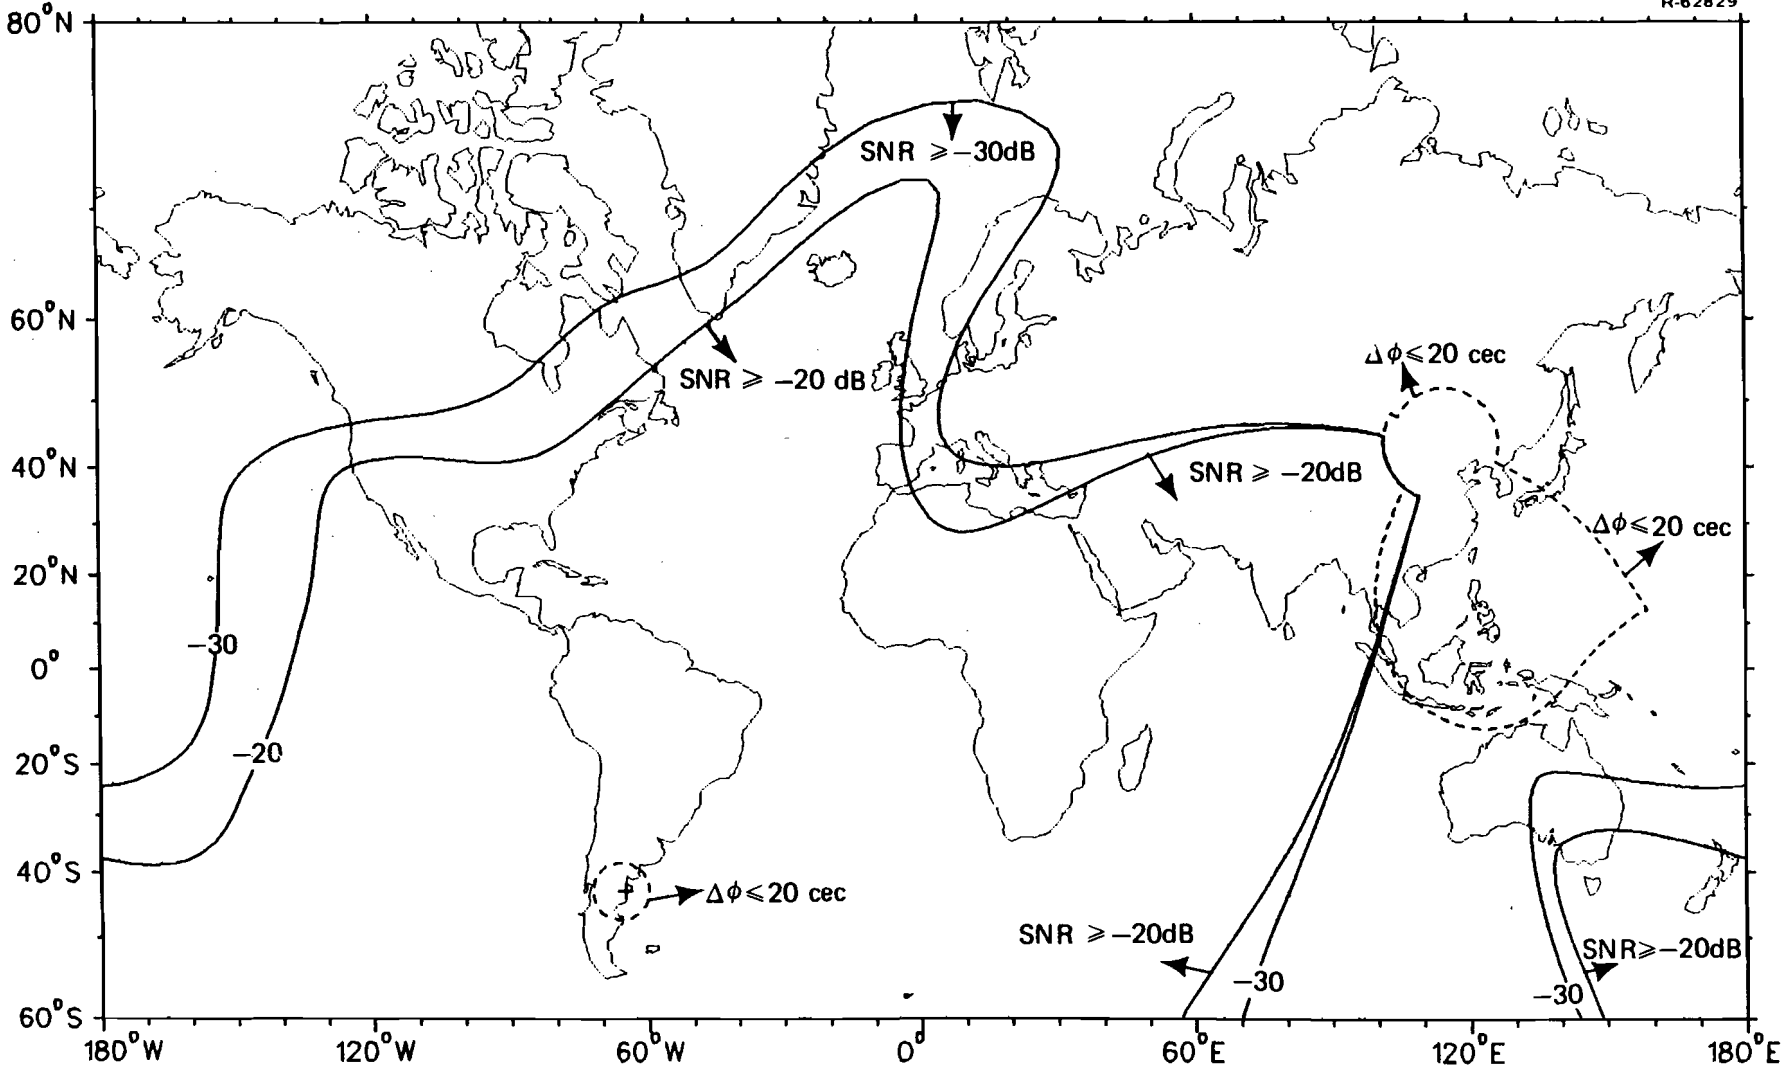 R-62829
80°N
SNR ⩾ -30dB
60°N
Δϕ ⩽ 20 cec
SNR ⩾ -20 dB
40°N
SNR ⩾ -20dB
Δϕ ⩽ 20 cec
20°N
-30
0°
-20
20°S
40°S
Δϕ ⩽ 20 cec
SNR ⩾ -20dB
SNR ⩾ -20dB
-30
-30
60°S
180°W
120°W
60°W
0°
60°E
120°E
180°E